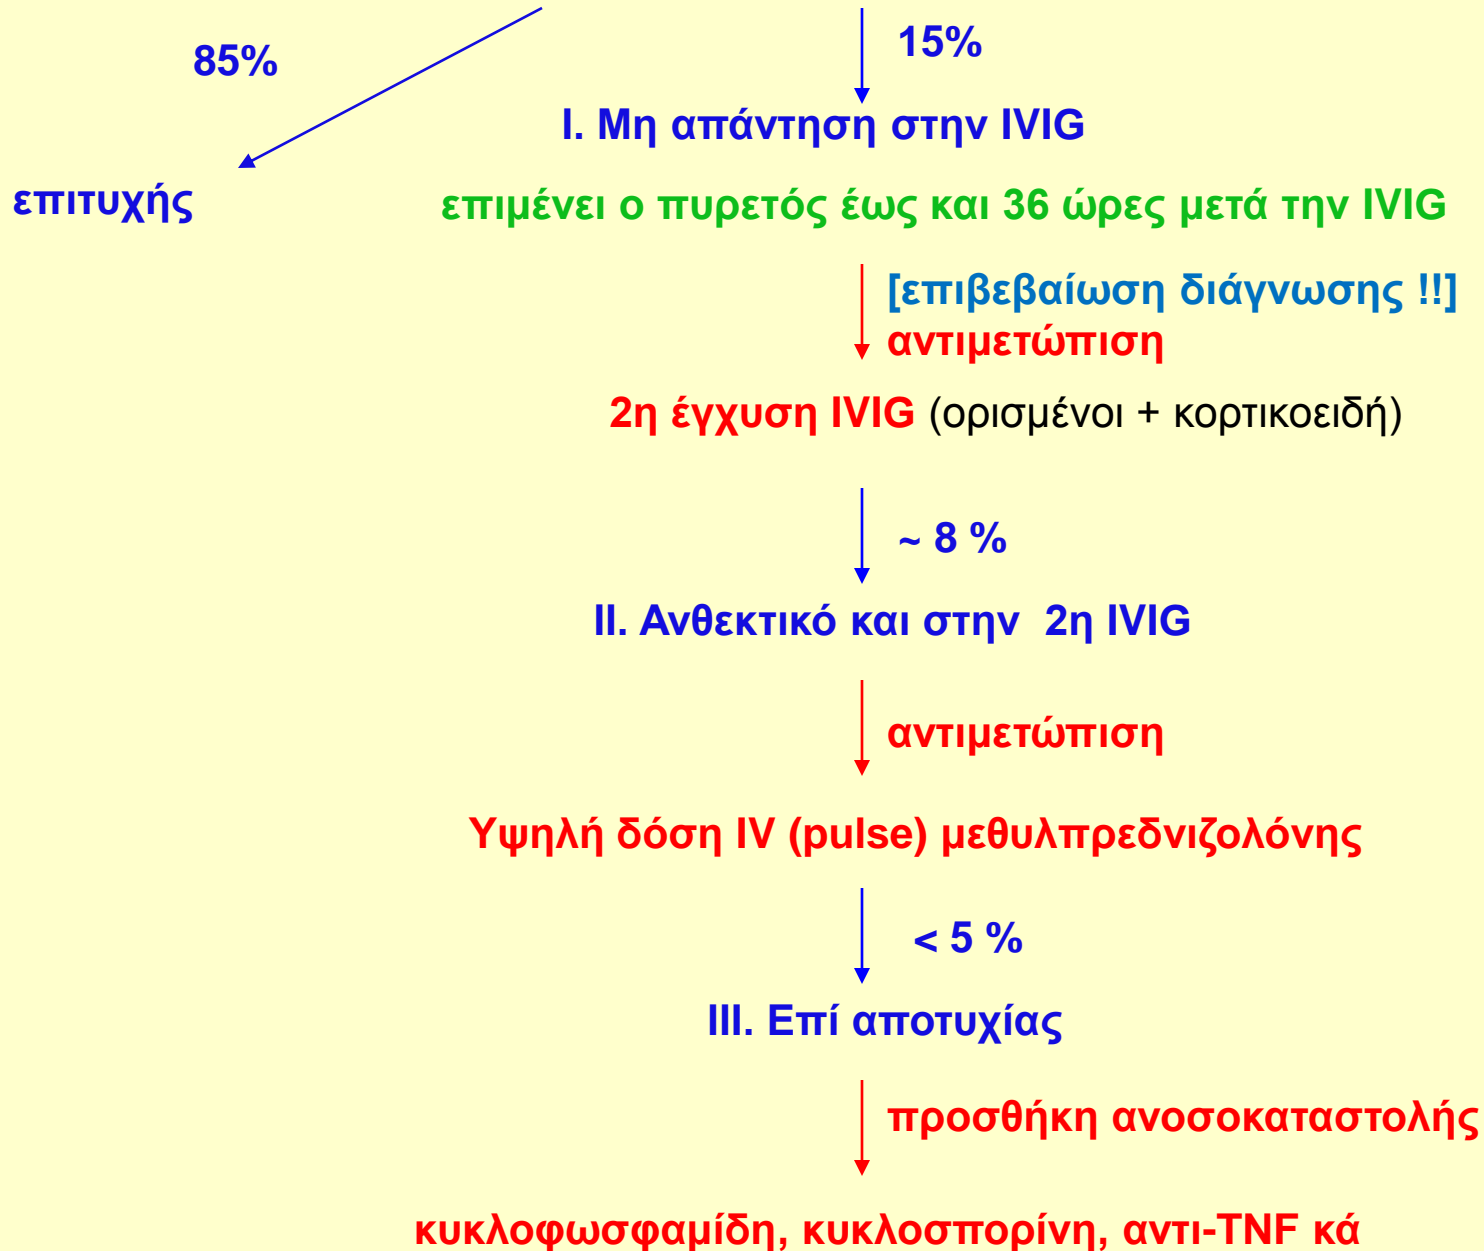 85%
15%
I. Μη απάντηση στην IVIG
επιτυχής
επιμένει ο πυρετός έως και 36 ώρες μετά την IVIG
[επιβεβαίωση διάγνωσης !!]
αντιμετώπιση
2η έγχυση IVIG (ορισμένοι + κορτικοειδή)
~ 8 %
II. Ανθεκτικό και στην 2η IVIG
αντιμετώπιση
Υψηλή δόση IV (pulse) μεθυλπρεδνιζολόνης
< 5 %
III. Επί αποτυχίας
προσθήκη ανοσοκαταστολής
κυκλοφωσφαμίδη, κυκλοσπορίνη, αντι-TNF κά